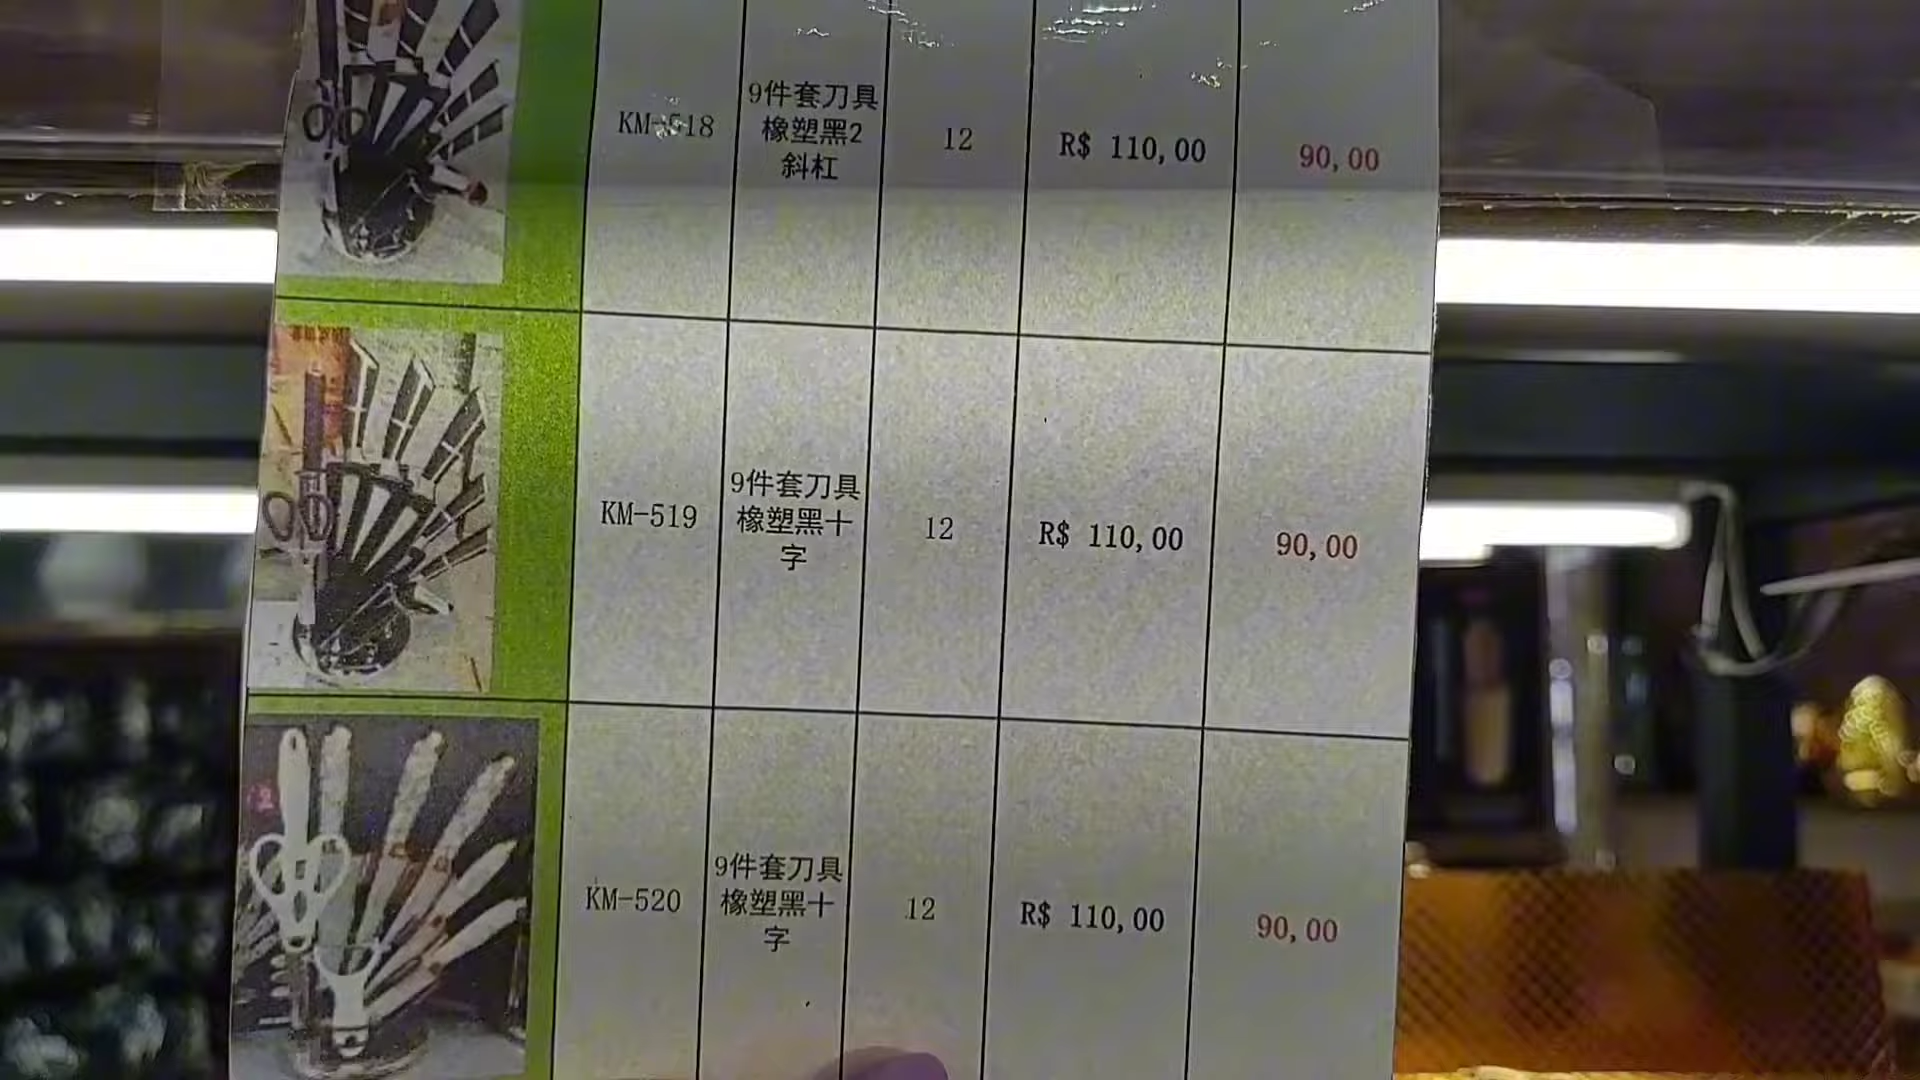 KM-518
9件套刀具
橡塑黑2
斜杠
12
R$ 110,00
90,00
KM-519
9件套刀具
橡塑黑十
字
12
R$ 110,00
90,00
KM-520
9件套刀具
橡塑黑十
字
12
R$ 110,00
90,00